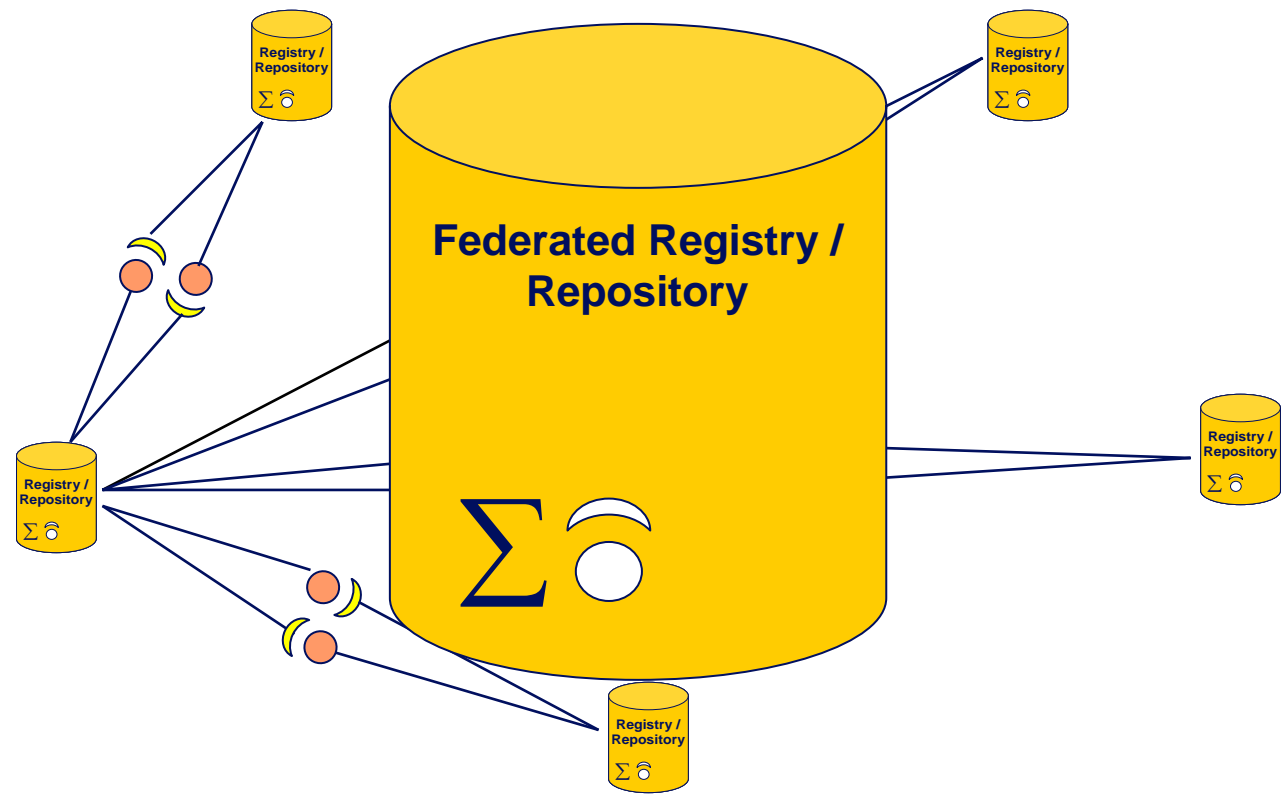 Registry /
Repository
Σ
Registry /
Repository
Σ
Federated Registry /
Repository
Σ
Registry /
Repository
Σ
Registry /
Repository
Σ
Registry /
Repository
Σ